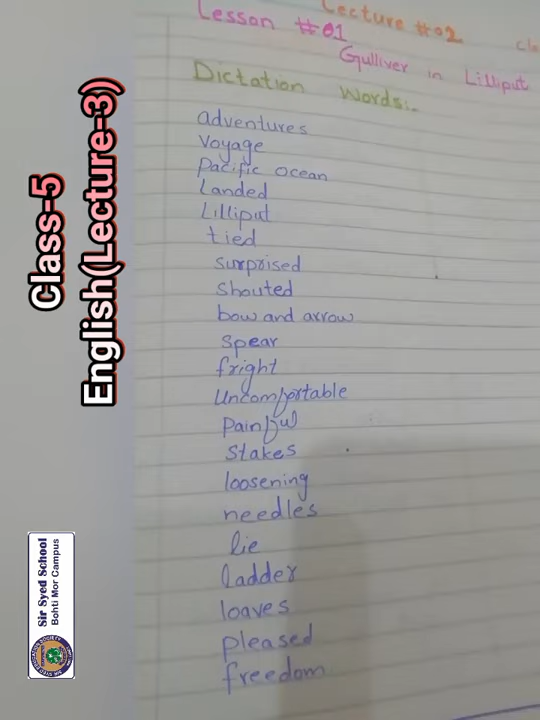 Lesson #01
Lecture #02
Gulliver in Lilliput
Dictation Words:-
adventures
Voyage
Pacific ocean
Landed
Lilliput
tied
surprised
Shouted
bow and arrow
Spear
fright
Uncomfortable
Painful
Stakes
loosening
needles
lie
ladder
loaves
pleased
freedom
Class-5
English(Lecture-3)
Sir Syed School
Bohti Mor Campus